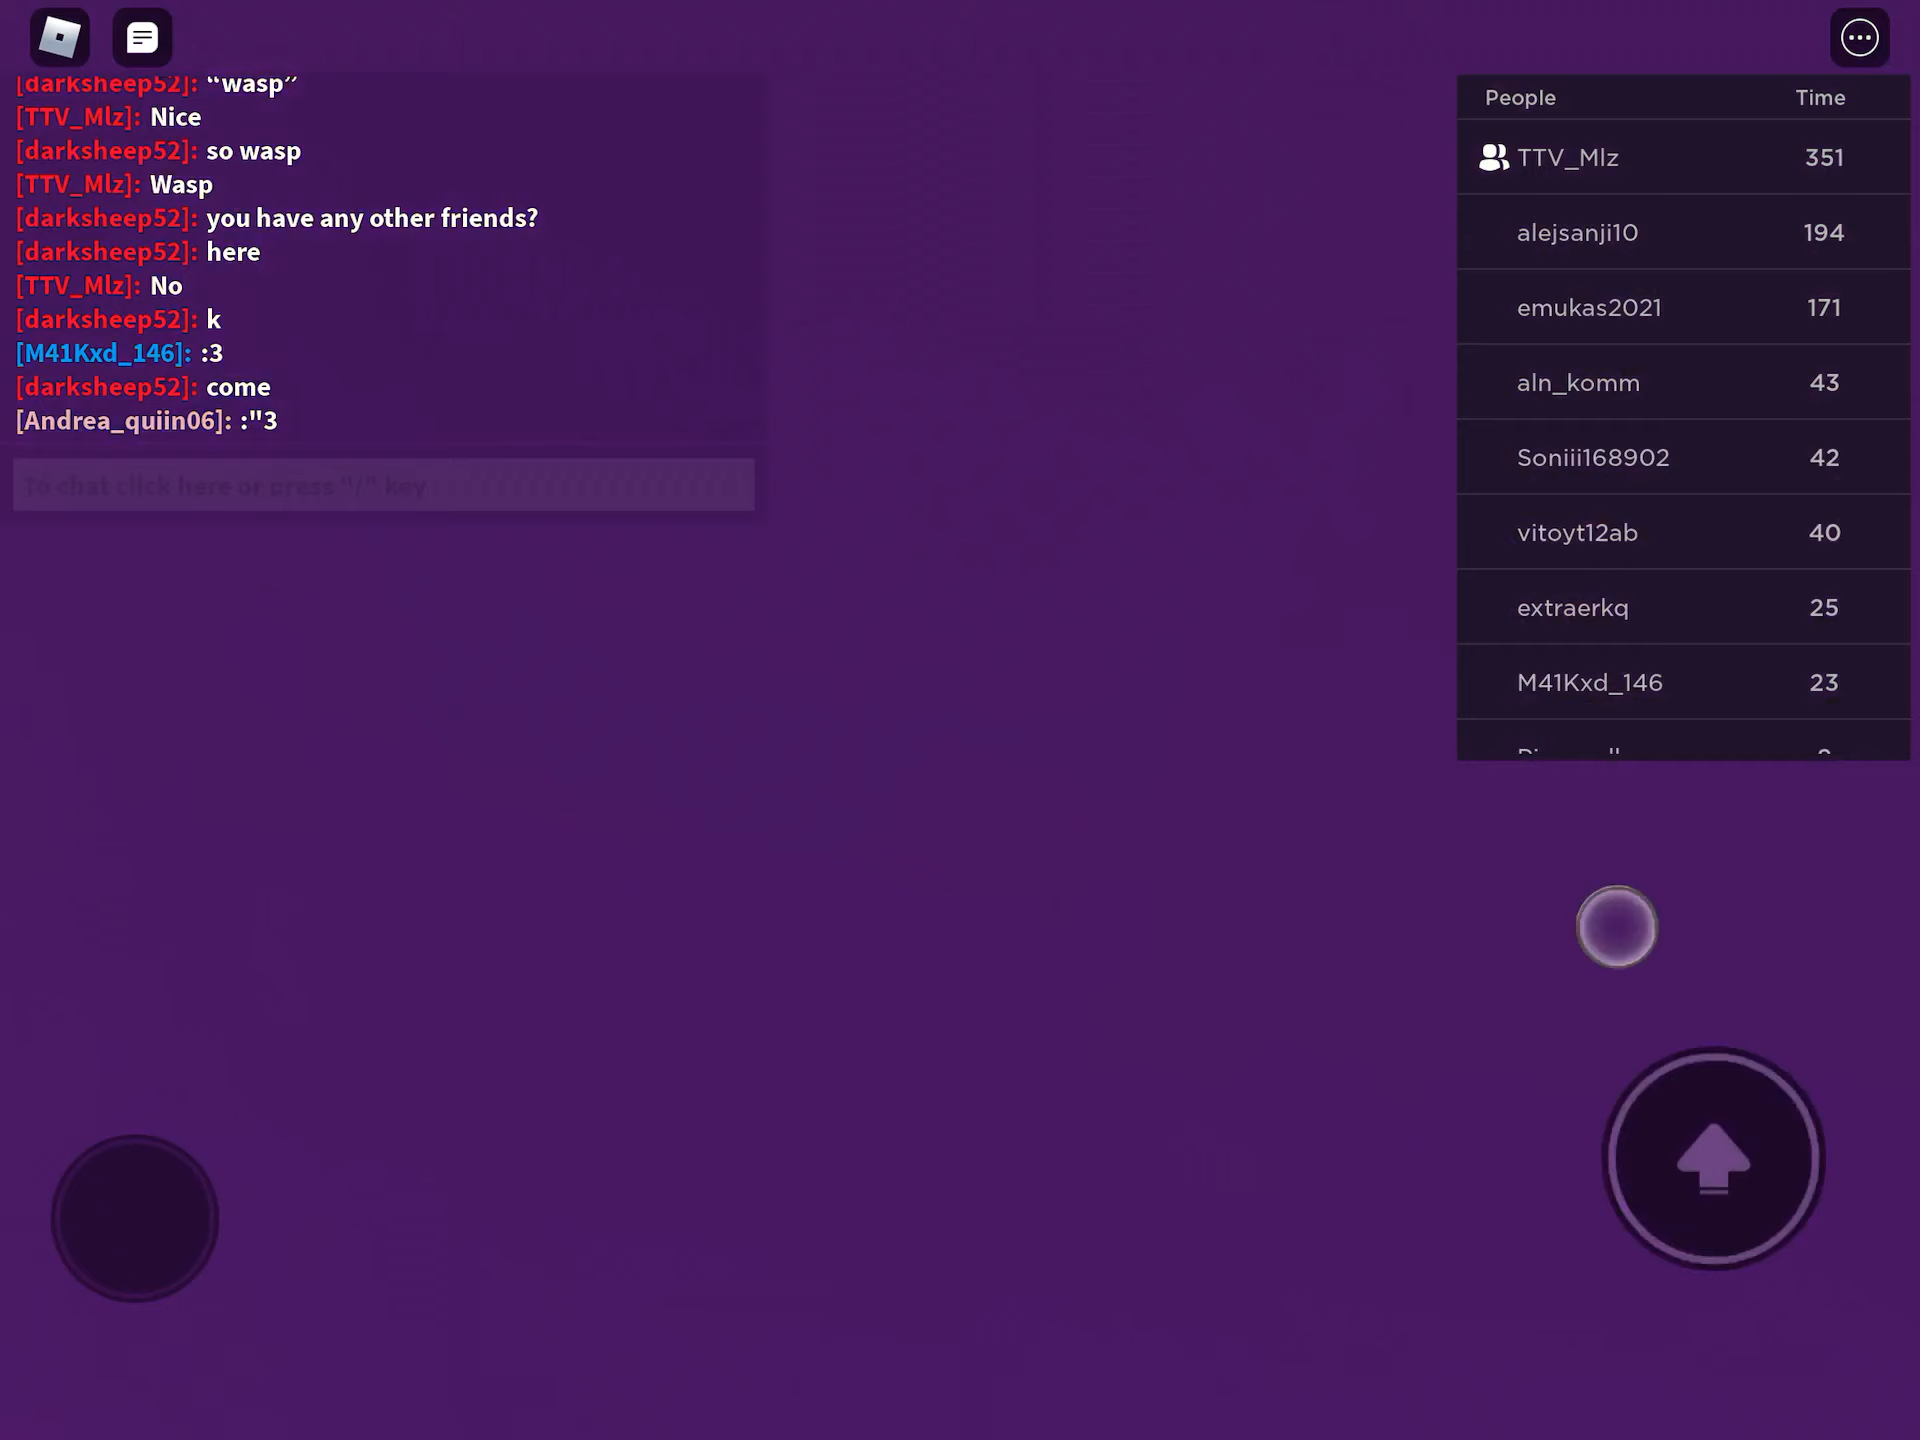 [darksheep52]: “wasp”
[TTV_Mlz]: Nice
[darksheep52]: so wasp
[TTV_Mlz]: Wasp
[darksheep52]: you have any other friends?
[darksheep52]: here
[TTV_Mlz]: No
[darksheep52]: k
[M41Kxd_146]: :3
[darksheep52]: come
[Andrea_quiin06]: :"3
To chat click here or press "/" key
People Time
TTV_Mlz 351
alejsanji10 194
emukas2021 171
aln_komm 43
Soniii168902 42
vitoyt12ab 40
extraerkq 25
M41Kxd_146 23